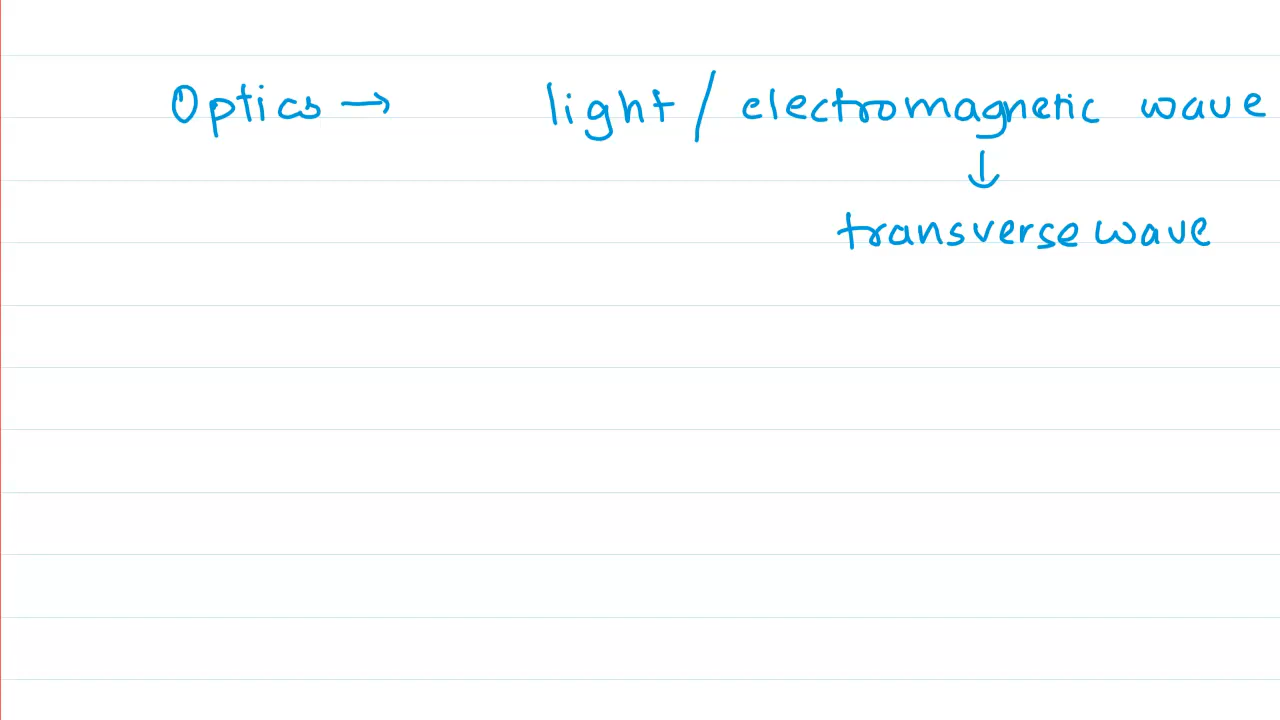 Optics → light / electromagnetic wave
↓
transverse wave